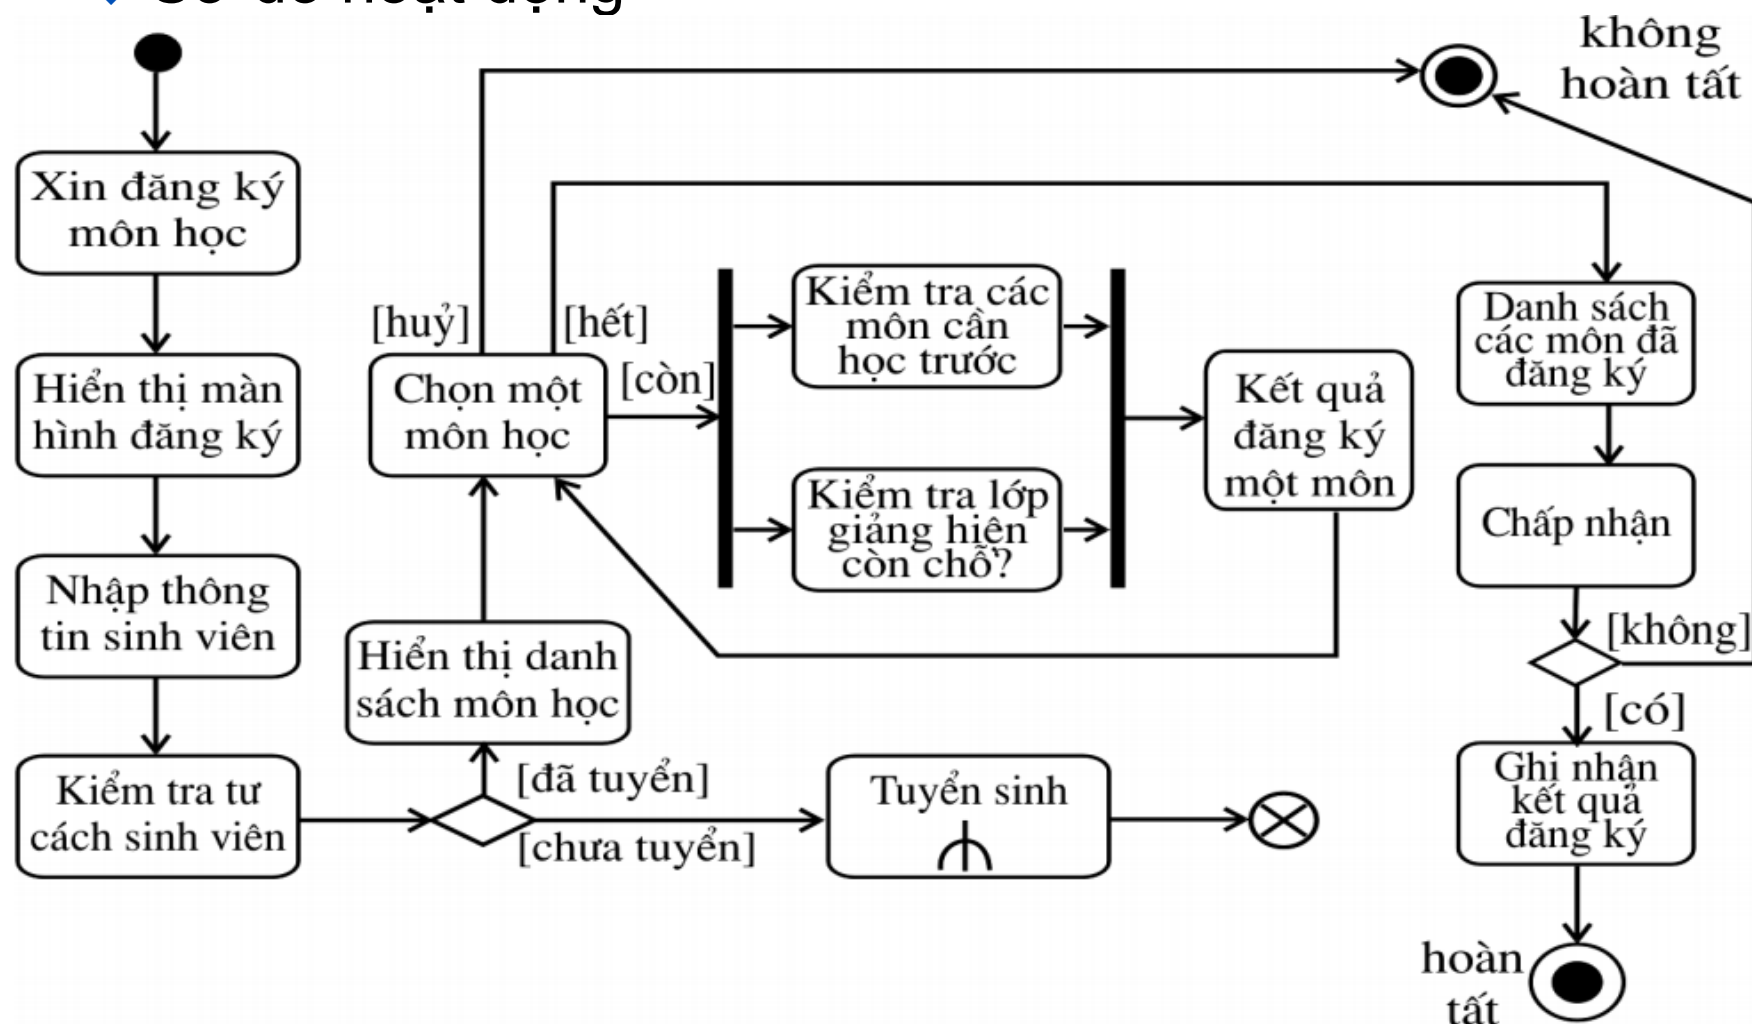 Sơ đồ hoạt động
không
hoàn tất
Xin đăng ký
môn học
Hiển thị màn
hình đăng ký
Nhập thông
tin sinh viên
Kiểm tra tư
cách sinh viên
[huỷ]
[hết]
Chọn một
môn học
[còn]
Hiển thị danh
sách môn học
[đã tuyển]
[chưa tuyển]
Kiểm tra các
môn cần
học trước
Kiểm tra lớp
giảng hiện
còn chỗ?
Kết quả
đăng ký
một môn
Tuyển sinh
Danh sách
các môn đã
đăng ký
Chấp nhận
[không]
[có]
Ghi nhận
kết quả
đăng ký
hoàn
tất